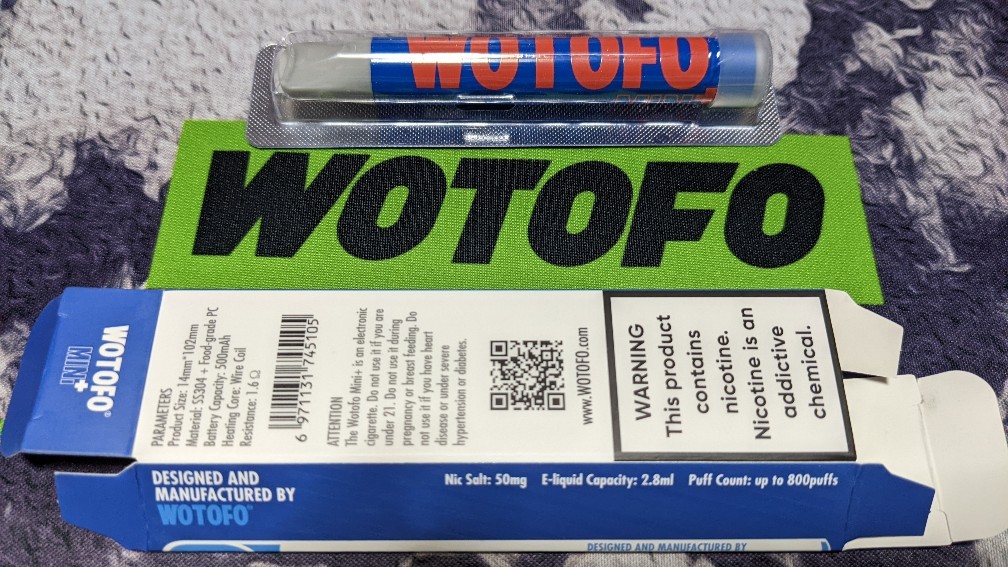 WOTOFO
WOTOFO
WOTOFO®
MINI+
PARAMETERS
Product Size: 14mm*102mm
Material: SS304 + Food-grade PC
Battery Capacity: 500mAh
Heating Core: Wire Coil
Resistance: 1.6 Ω
6 971131 745105
ATTENTION
The Wotofo Mini+ is an electronic
cigarette. Do not use it if you are
under 21. Do not use it during
pregnancy or breast feeding. Do
not use it if you have heart
disease or under severe
hypertension or diabetes.
www.WOTOFO.com
WARNING
This product
contains
nicotine.
Nicotine is an
addictive
chemical.
DESIGNED AND
MANUFACTURED BY
WOTOFO
Nic Salt: 50mg E-liquid Capacity: 2.8ml Puff Count: up to 800puffs
DESIGNED AND MANUFACTURED BY